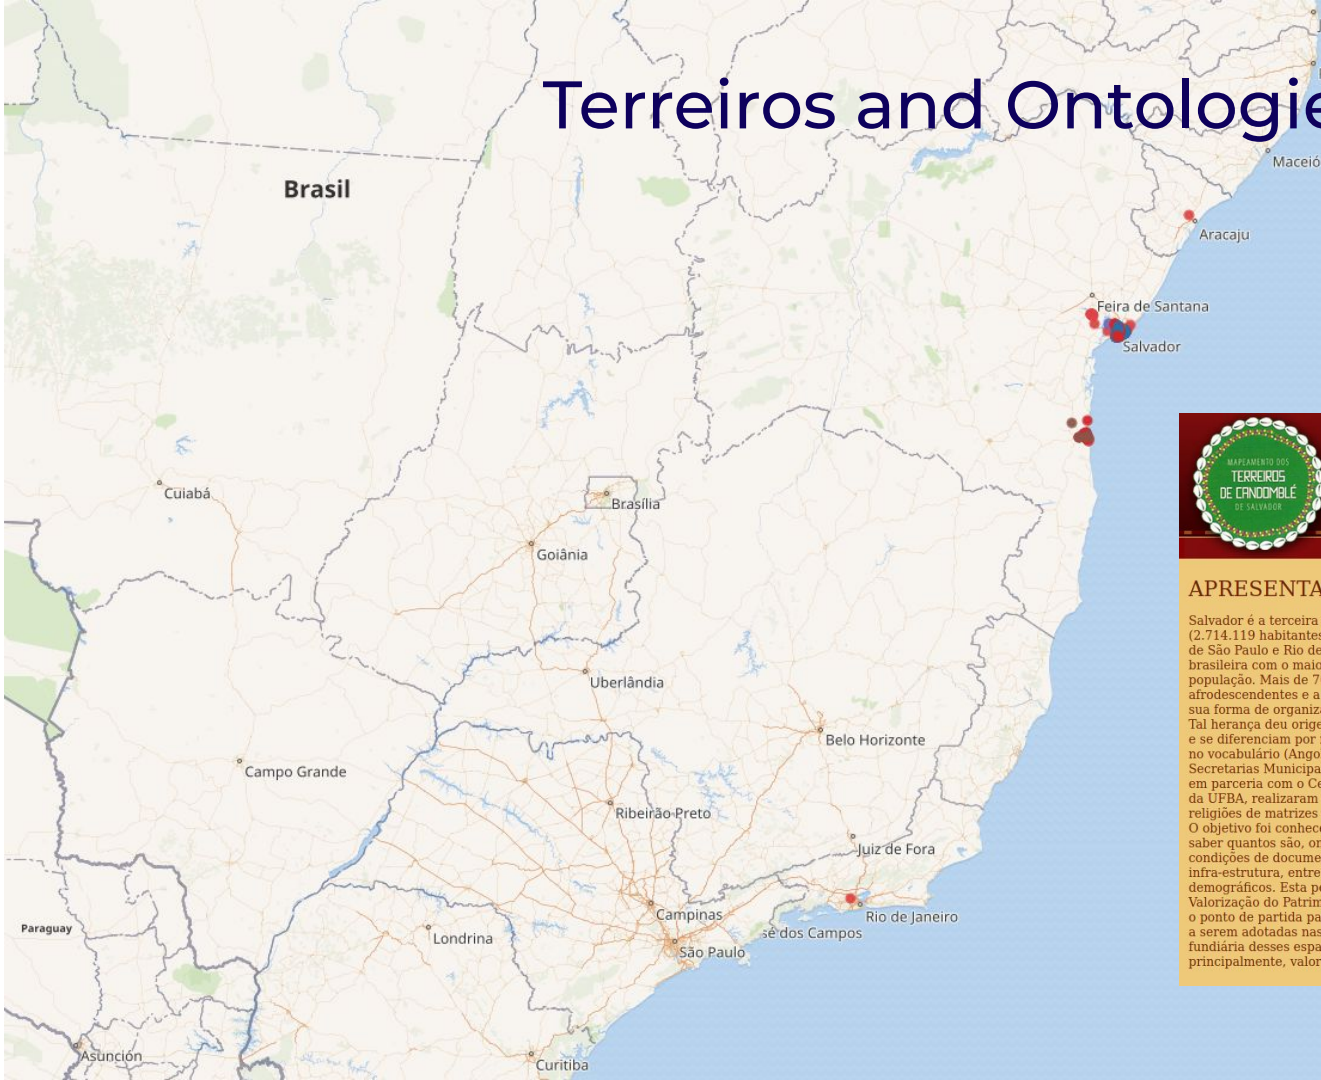 Terreiros and Ontologie
Maceió
Brasil
Aracaju
Feira de Santana
Salvador
MAPEAMENTO DOS
TERREIROS
DE CANDOMBLÉ
DE SALVADOR
Cuiabá
Brasília
Goiânia
APRESENTA
Salvador é a terceira
(2.714.119 habitantes
de São Paulo e Rio de
brasileira com o maio
população. Mais de 7
afrodescendentes e a
sua forma de organiza
Tal herança deu orige
e se diferenciam por
no vocabulário (Ango
Secretarias Municipa
em parceria com o Ce
da UFBA, realizaram
religiões de matrizes
O objetivo foi conhece
saber quantos são, on
condições de docume
infra-estrutura, entre
demográficos. Esta pe
Valorização do Patrim
o ponto de partida pa
a serem adotadas nas
fundiária desses espa
principalmente, valor
Uberlândia
Belo Horizonte
Campo Grande
Ribeirão Preto
Juiz de Fora
Campinas
Rio de Janeiro
sé dos Campos
Paraguay
Londrina
São Paulo
Asunción
Curitiba